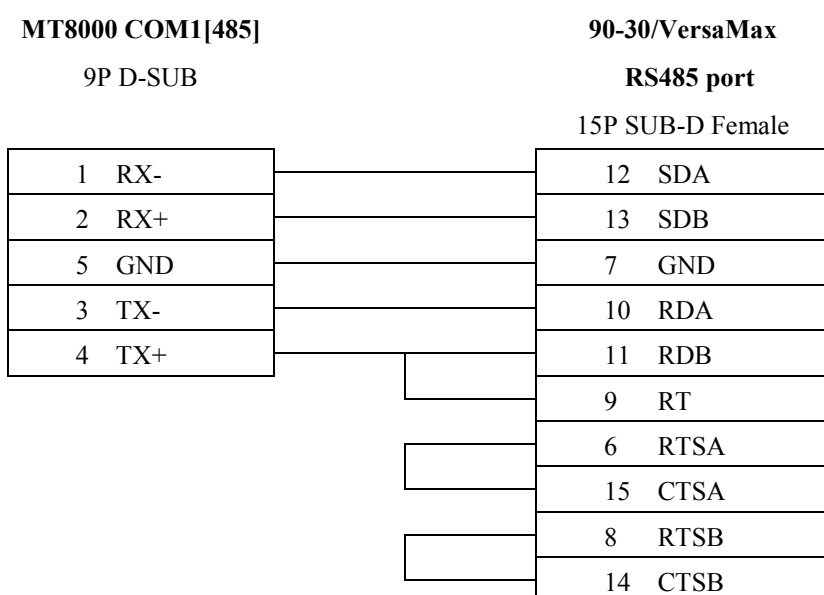 MT8000 COM1[485]
9P D-SUB
90-30/VersaMax
RS485 port
15P SUB-D Female
1 RX-
12 SDA
2 RX+
13 SDB
5 GND
7 GND
3 TX-
10 RDA
4 TX+
11 RDB
9 RT
6 RTSA
15 CTSA
8 RTSB
14 CTSB